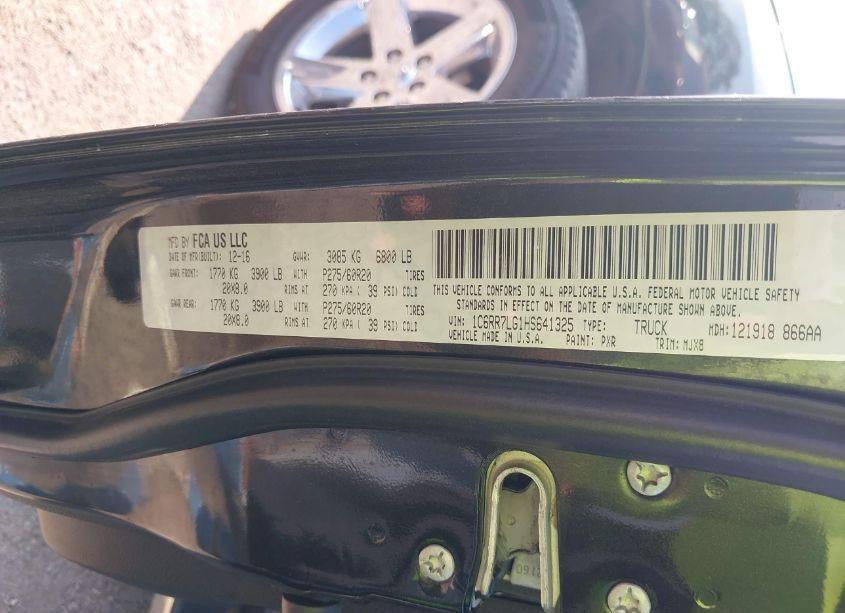 MFD BY FCA US LLC
DATE OF MFR(BUILT): 12-16 GVWR: 3085 KG 6800 LB
GAWR FRONT: 1770 KG 3900 LB WITH P275/60R20 TIRES
20X8.0 RIMS AT 270 KPA ( 39 PSI) COLD
GAWR REAR: 1770 KG 3900 LB WITH P275/60R20 TIRES
20X8.0 RIMS AT 270 KPA ( 39 PSI) COLD
THIS VEHICLE CONFORMS TO ALL APPLICABLE U.S.A. FEDERAL MOTOR VEHICLE SAFETY
STANDARDS IN EFFECT ON THE DATE OF MANUFACTURE SHOWN ABOVE.
VIN: 1C6RR7LG1HS641325 TYPE: TRUCK MDH: 121918 866AA
VEHICLE MADE IN U.S.A. PAINT: PXR TRIM: MJX8